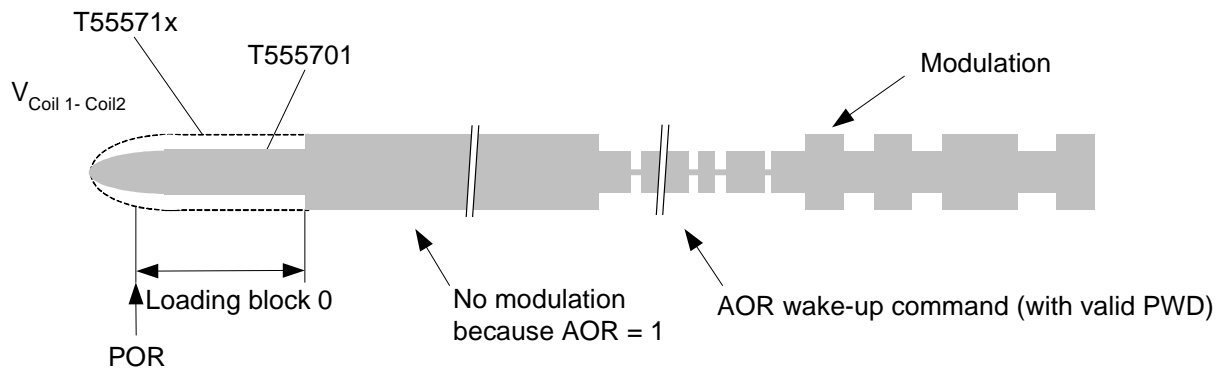 T55571x
T555701
Modulation
V Coil 1- Coil2
Loading block 0
No modulation
because AOR = 1
AOR wake-up command (with valid PWD)
POR